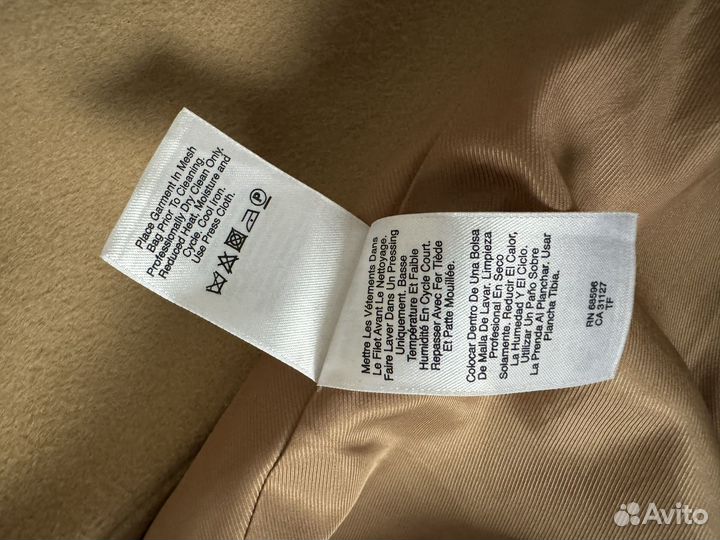 Place Garment In Mesh
Bag Prior To Cleaning.
Professionally Dry Clean Only.
Reduced Heat, Moisture and
Cycle. Cool Iron.
Use Press Cloth.
P
Mettre Les Vétements Dans
Le Filet Avant Le Nettoyage.
Faire Laver Dans Un Pressing
Uniquement. Basse
Température Et Faible
Humidité En Cycle Court.
Repasser Avec Fer Tiède
Et Patte Mouillée.
Colocar Dentro De Una Bolsa
De Malla De Lavar. Limpieza
Profesional En Seco
Solamente. Reducir El Calor,
La Humedad Y El Ciclo.
Utilizar Un Paño Sobre
La Prenda Al Planchar. Usar
Plancha Tibia.
RN 68596
CA 31127
TF
Avito